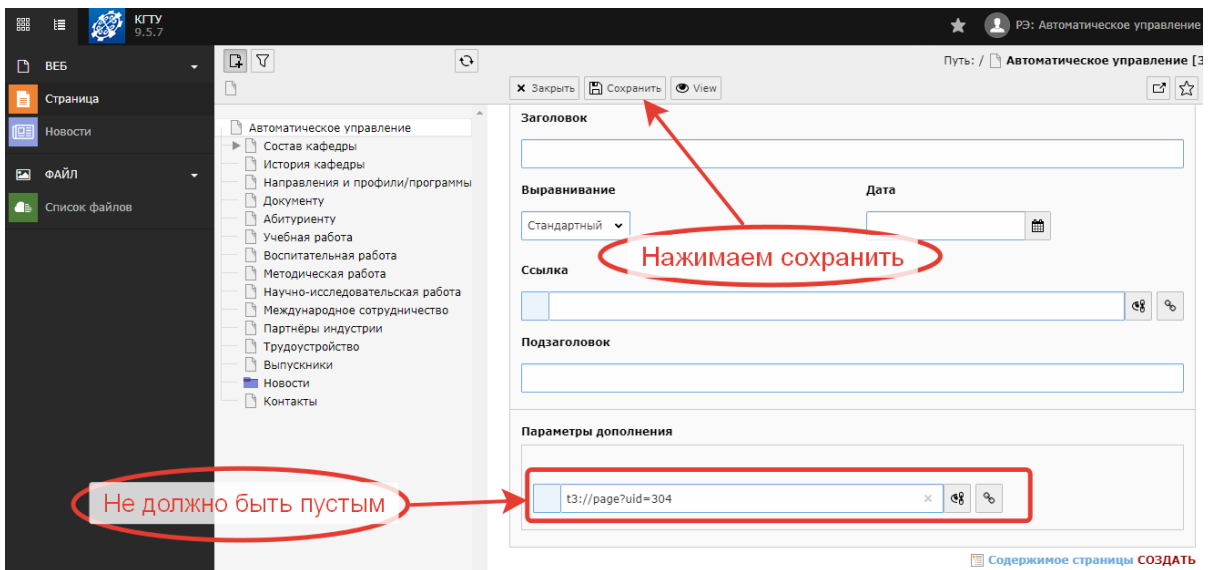 КГТУ
9.5.7
РЭ: Автоматическое управление
ВЕБ
Страница
Новости
ФАЙЛ
Список файлов
Автоматическое управление
Состав кафедры
История кафедры
Направления и профили/программы
Документу
Абитуриенту
Учебная работа
Воспитательная работа
Методическая работа
Научно-исследовательская работа
Международное сотрудничество
Партнёры индустрии
Трудоустройство
Выпускники
Новости
Контакты
Путь: / Автоматическое управление [3
Закрыть Сохранить View
Заголовок
Выравнивание Дата
Стандартный
Нажимаем сохранить
Ссылка
Подзаголовок
Параметры дополнения
Не должно быть пустым
t3://page?uid=304
Содержимое страницы СОЗДАТЬ